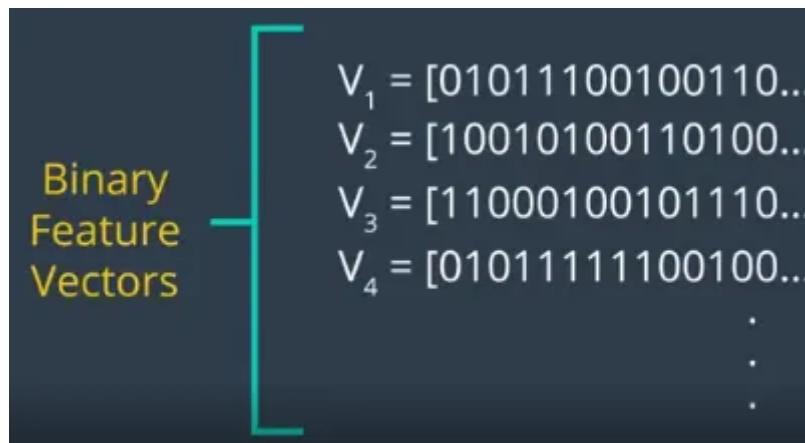 Binary
Feature
Vectors
V₁ = [01011100100110...
V₂ = [10010100110100...
V₃ = [11000100101110...
V₄ = [01011111100100...
.
.
.